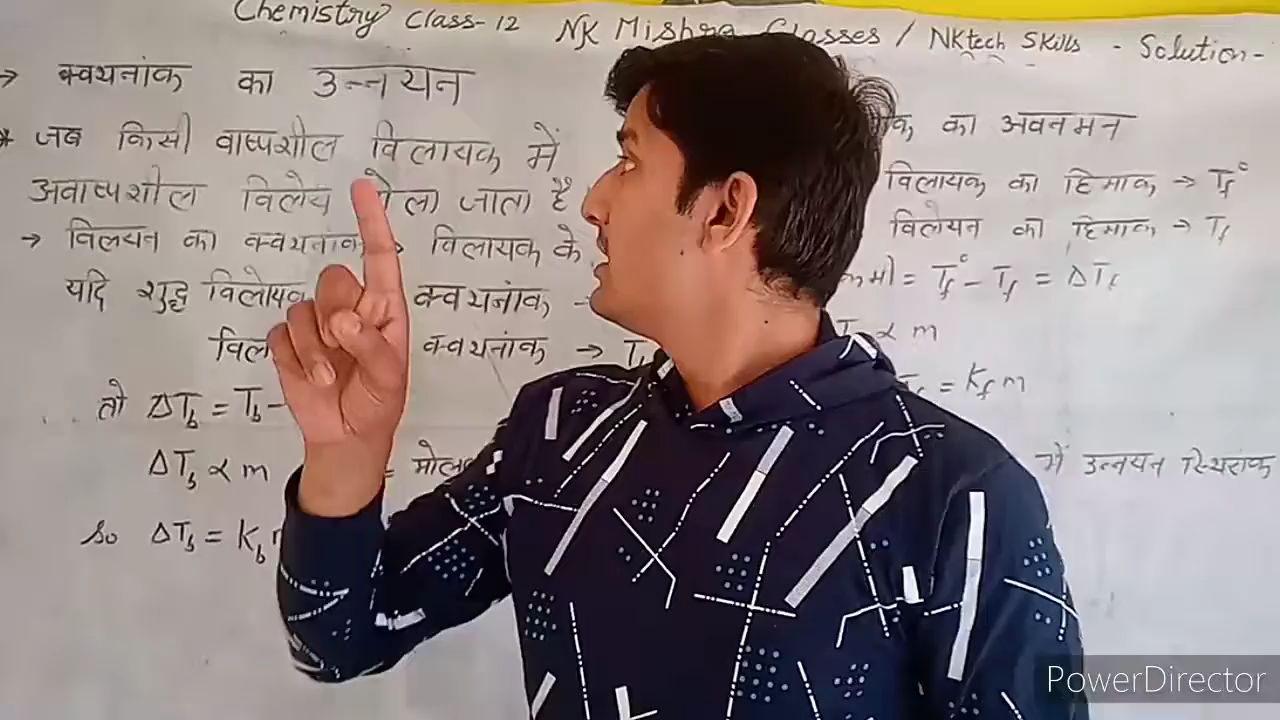 Chemistry Class-12 NK Mishra Classes / NKtech Skills - Solution-
→ क्वथनांक का उन्नयन
* जब किसी वाष्पशील विलायक में
अवाष्पशील विलेय जाता है
→ विलयन का क्वथनांक > विलायक के
यदि शुद्ध क्वथनांक
क्वथनांक →
तो ΔTb = Tb -
ΔTb ∝ m =
So ΔTb = Kb
का अवनमन
विलायक का हिमांक → Tf°
विलयन का हिमांक → Tf
कमी = Tf° - Tf = ΔTf
∝ m
= Kf m
में उन्नयन स्थिरांक
PowerDirector